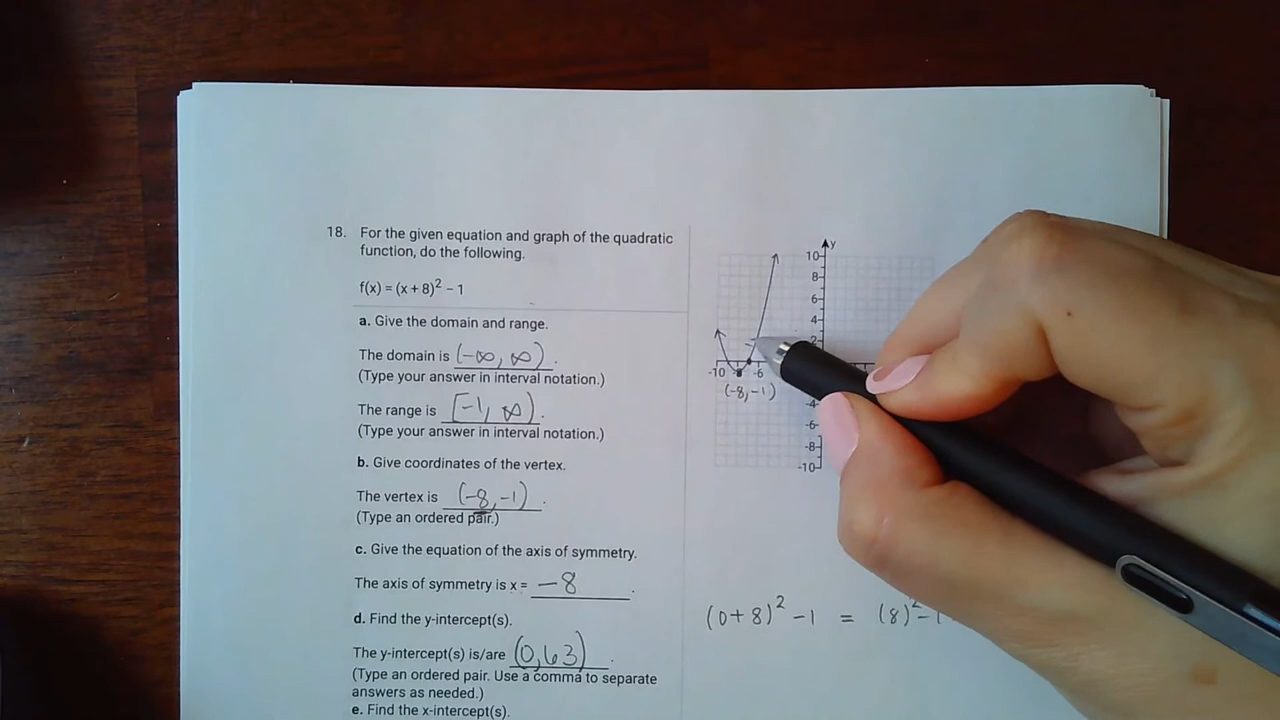 18. For the given equation and graph of the quadratic
function, do the following.
f(x) = (x + 8)² − 1
a. Give the domain and range.
The domain is (-∞, ∞).
(Type your answer in interval notation.)
The range is [-1, ∞).
(Type your answer in interval notation.)
b. Give coordinates of the vertex.
The vertex is (-8, -1).
(Type an ordered pair.)
c. Give the equation of the axis of symmetry.
The axis of symmetry is x = -8.
d. Find the y-intercept(s).
The y-intercept(s) is/are (0, 63).
(Type an ordered pair. Use a comma to separate
answers as needed.)
e. Find the x-intercept(s).
y
10
8
6
4
2
-10 -8 -6
(-8, -1)
-4
-6
-8
-10
(0+8)² -1 = (8)² -1